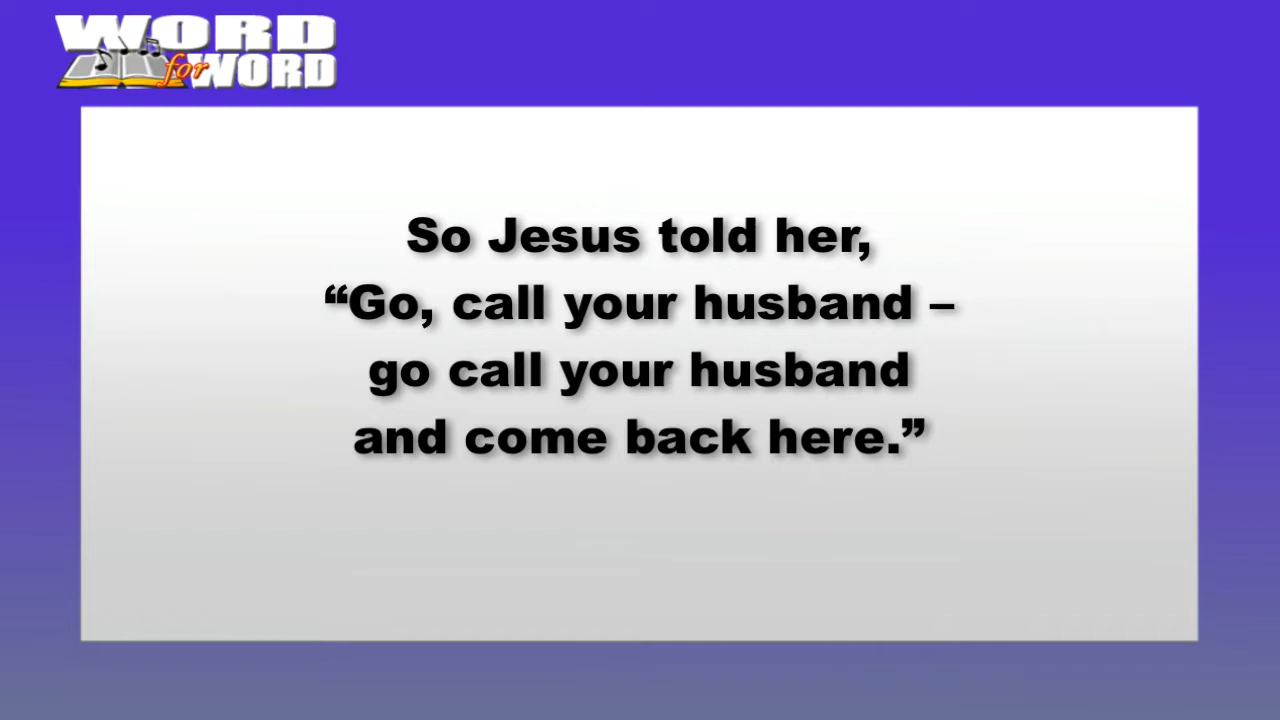 WORD
for WORD
So Jesus told her,
“Go, call your husband –
go call your husband
and come back here.”